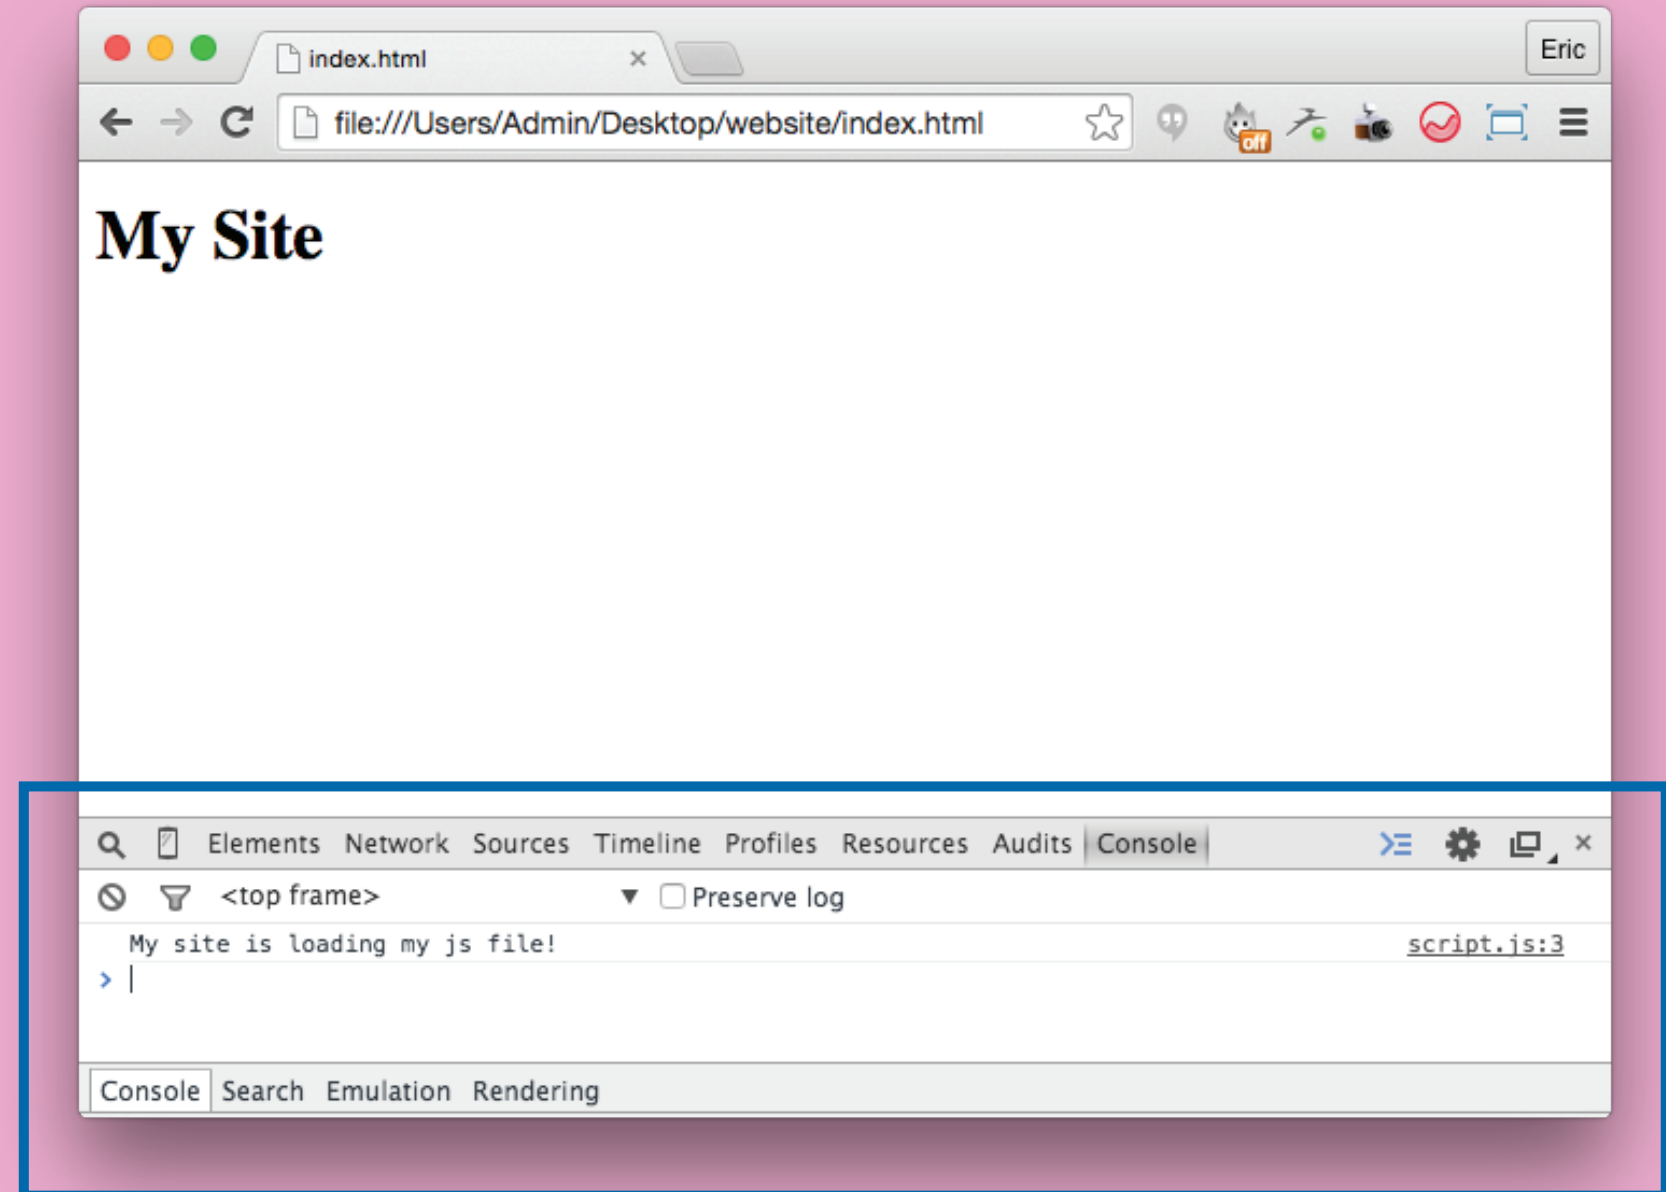 index.html
Eric
file:///Users/Admin/Desktop/website/index.html
off
My Site
Elements Network Sources Timeline Profiles Resources Audits Console
<top frame> Preserve log
My site is loading my js file! script.js:3
Console Search Emulation Rendering